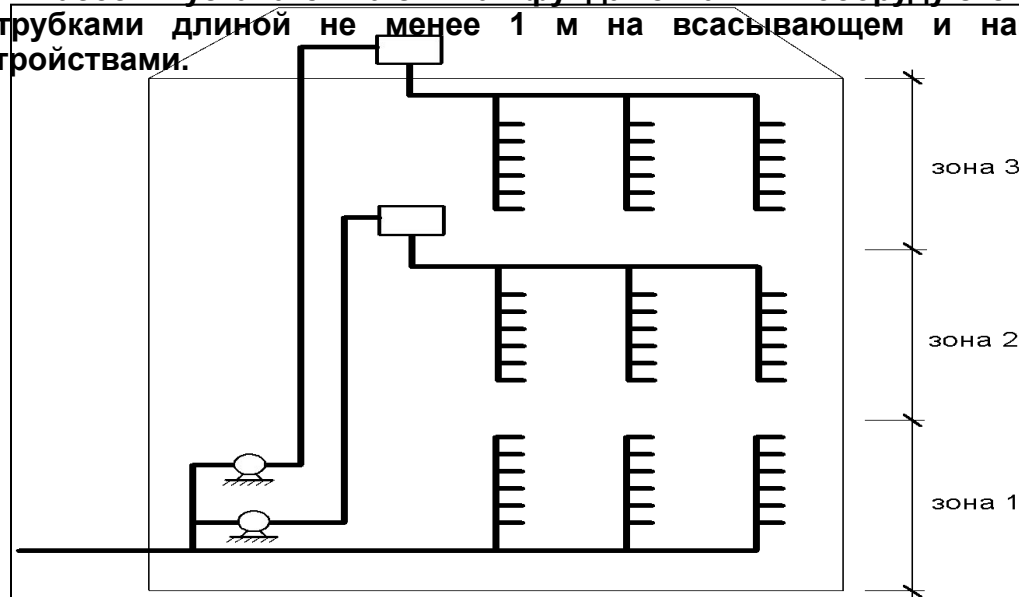 трубками длиной не менее 1 м на всасывающем и на
тройствами.
зона 3
зона 2
зона 1